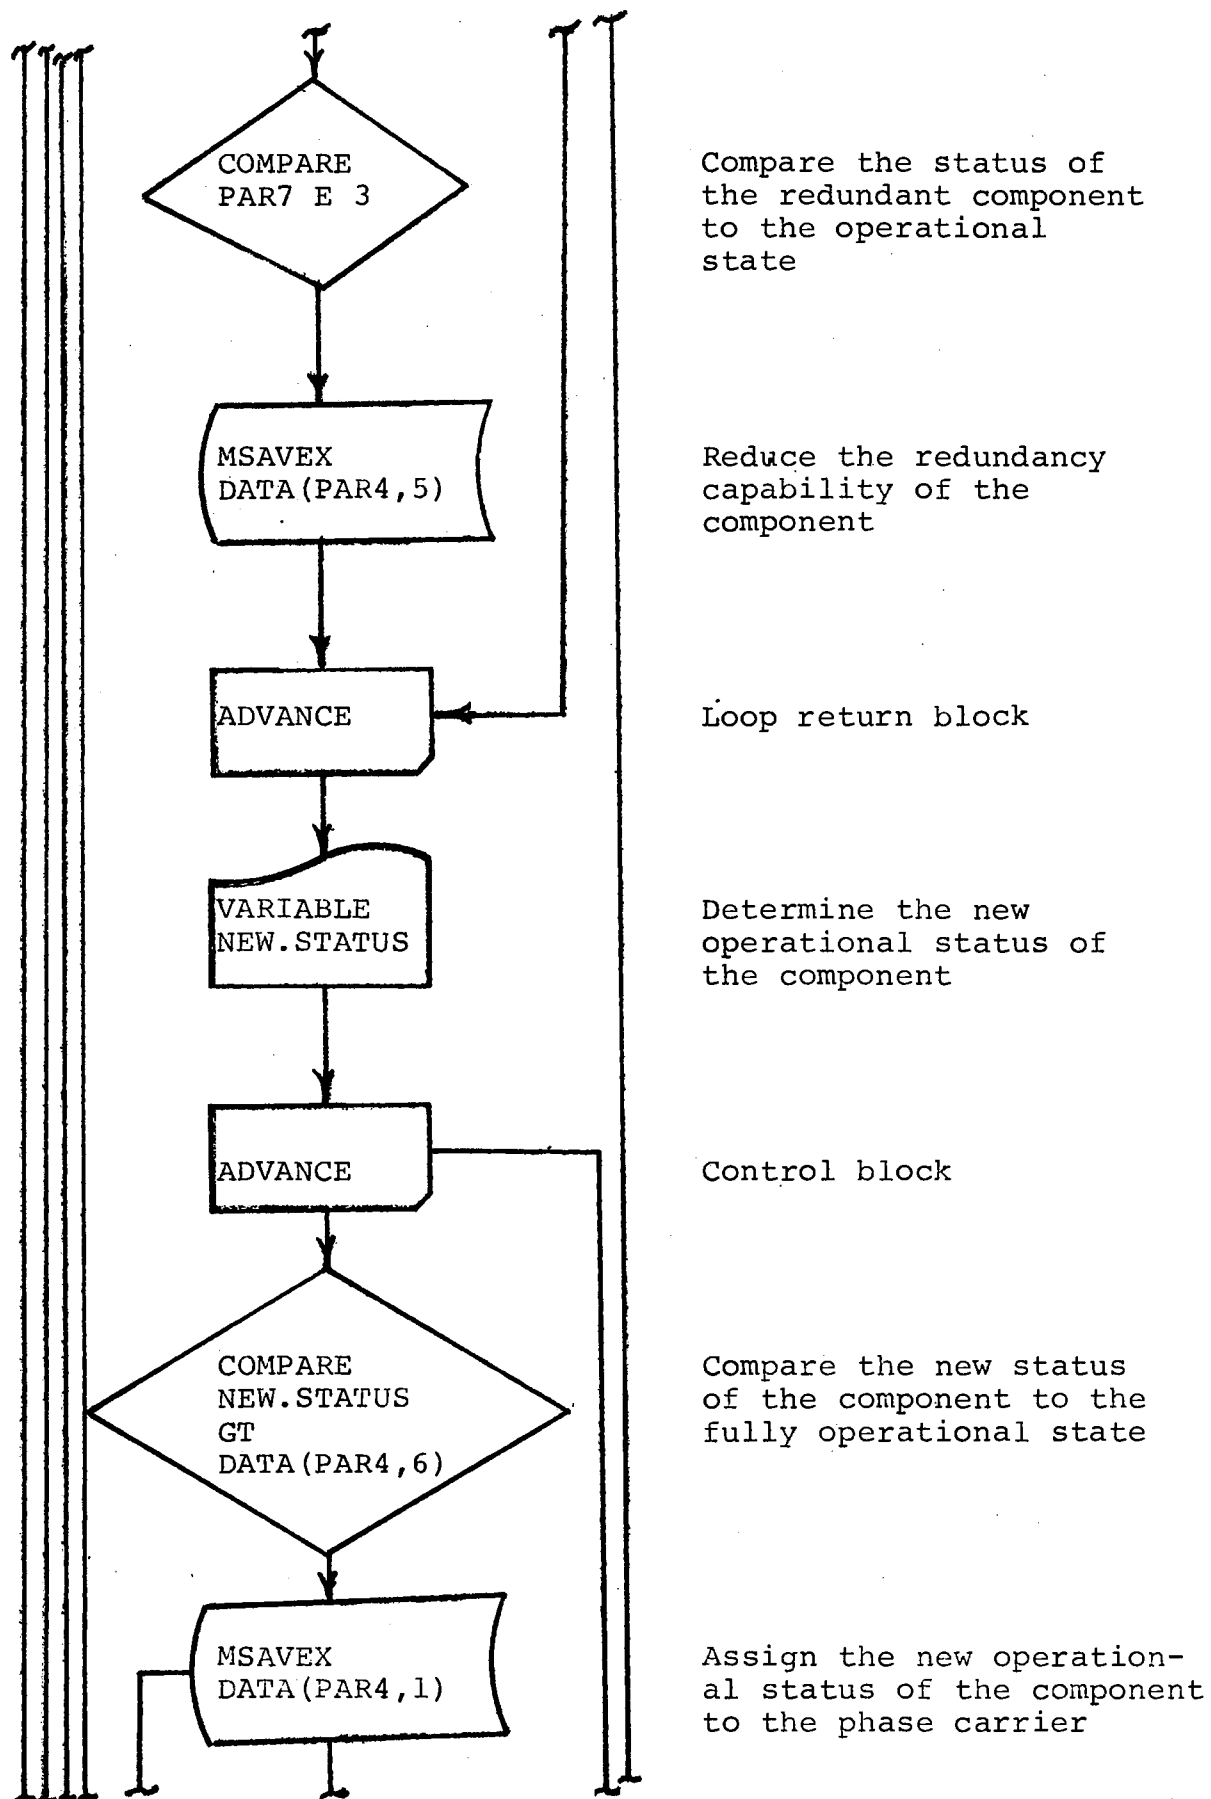 COMPARE
PAR7 E 3
Compare the status of
the redundant component
to the operational
state
MSAVEX
DATA(PAR4,5)
Reduce the redundancy
capability of the
component
ADVANCE
Loop return block
VARIABLE
NEW.STATUS
Determine the new
operational status of
the component
ADVANCE
Control block
COMPARE
NEW.STATUS
GT
DATA(PAR4,6)
Compare the new status
of the component to the
fully operational state
MSAVEX
DATA(PAR4,1)
Assign the new operation-
al status of the component
to the phase carrier